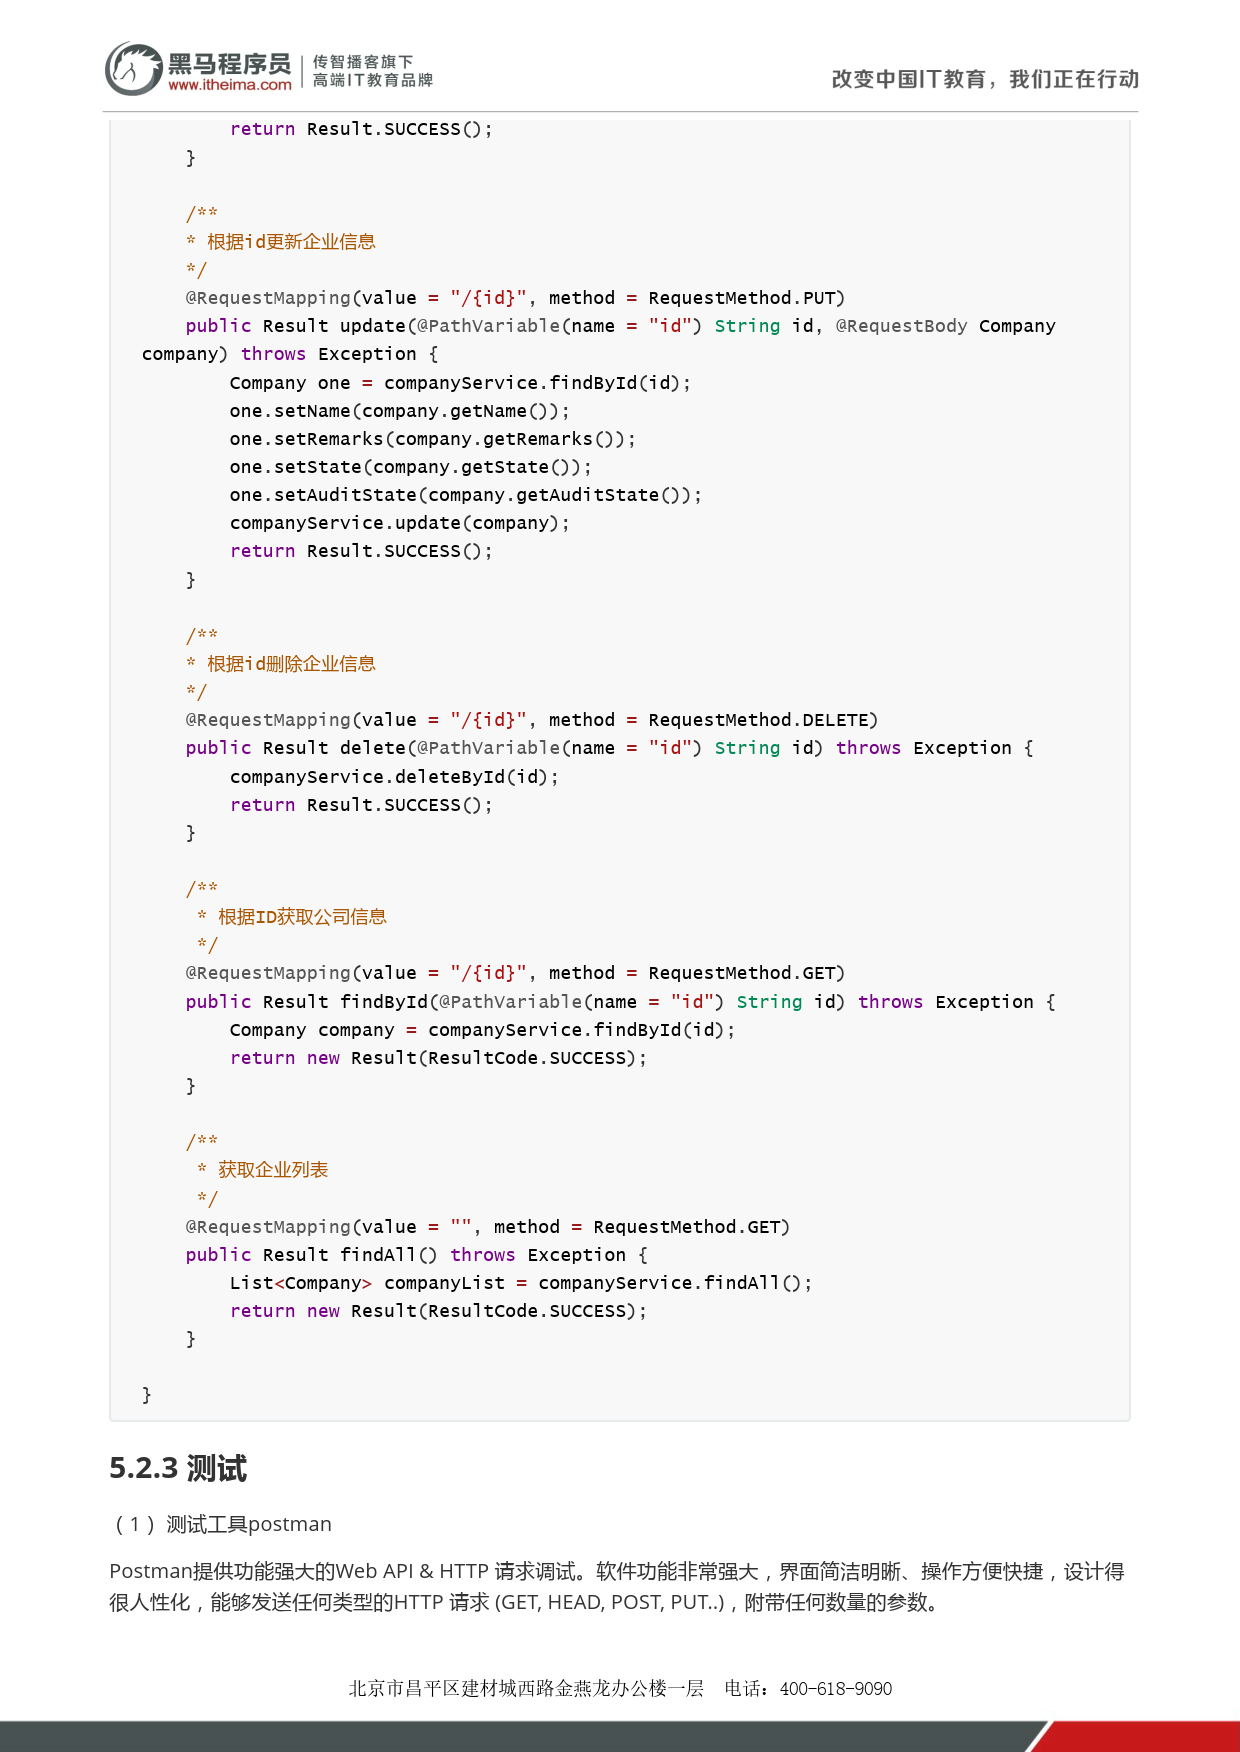 黑马程序员
www.itheima.com
传智播客旗下
高端IT教育品牌
改变中国IT教育，我们正在行动
        return Result.SUCCESS();
    }

    /**
    * 根据id更新企业信息
    */
    @RequestMapping(value = "/{id}", method = RequestMethod.PUT)
    public Result update(@PathVariable(name = "id") String id, @RequestBody Company
company) throws Exception {
        Company one = companyService.findById(id);
        one.setName(company.getName());
        one.setRemarks(company.getRemarks());
        one.setState(company.getState());
        one.setAuditState(company.getAuditState());
        companyService.update(company);
        return Result.SUCCESS();
    }

    /**
    * 根据id删除企业信息
    */
    @RequestMapping(value = "/{id}", method = RequestMethod.DELETE)
    public Result delete(@PathVariable(name = "id") String id) throws Exception {
        companyService.deleteById(id);
        return Result.SUCCESS();
    }

    /**
     * 根据ID获取公司信息
     */
    @RequestMapping(value = "/{id}", method = RequestMethod.GET)
    public Result findById(@PathVariable(name = "id") String id) throws Exception {
        Company company = companyService.findById(id);
        return new Result(ResultCode.SUCCESS);
    }

    /**
     * 获取企业列表
     */
    @RequestMapping(value = "", method = RequestMethod.GET)
    public Result findAll() throws Exception {
        List<Company> companyList = companyService.findAll();
        return new Result(ResultCode.SUCCESS);
    }

}
5.2.3 测试
（1）测试工具postman
Postman提供功能强大的Web API & HTTP 请求调试。软件功能非常强大，界面简洁明晰、操作方便快捷，设计得
很人性化，能够发送任何类型的HTTP 请求 (GET, HEAD, POST, PUT..)，附带任何数量的参数。
北京市昌平区建材城西路金燕龙办公楼一层 电话：400-618-9090